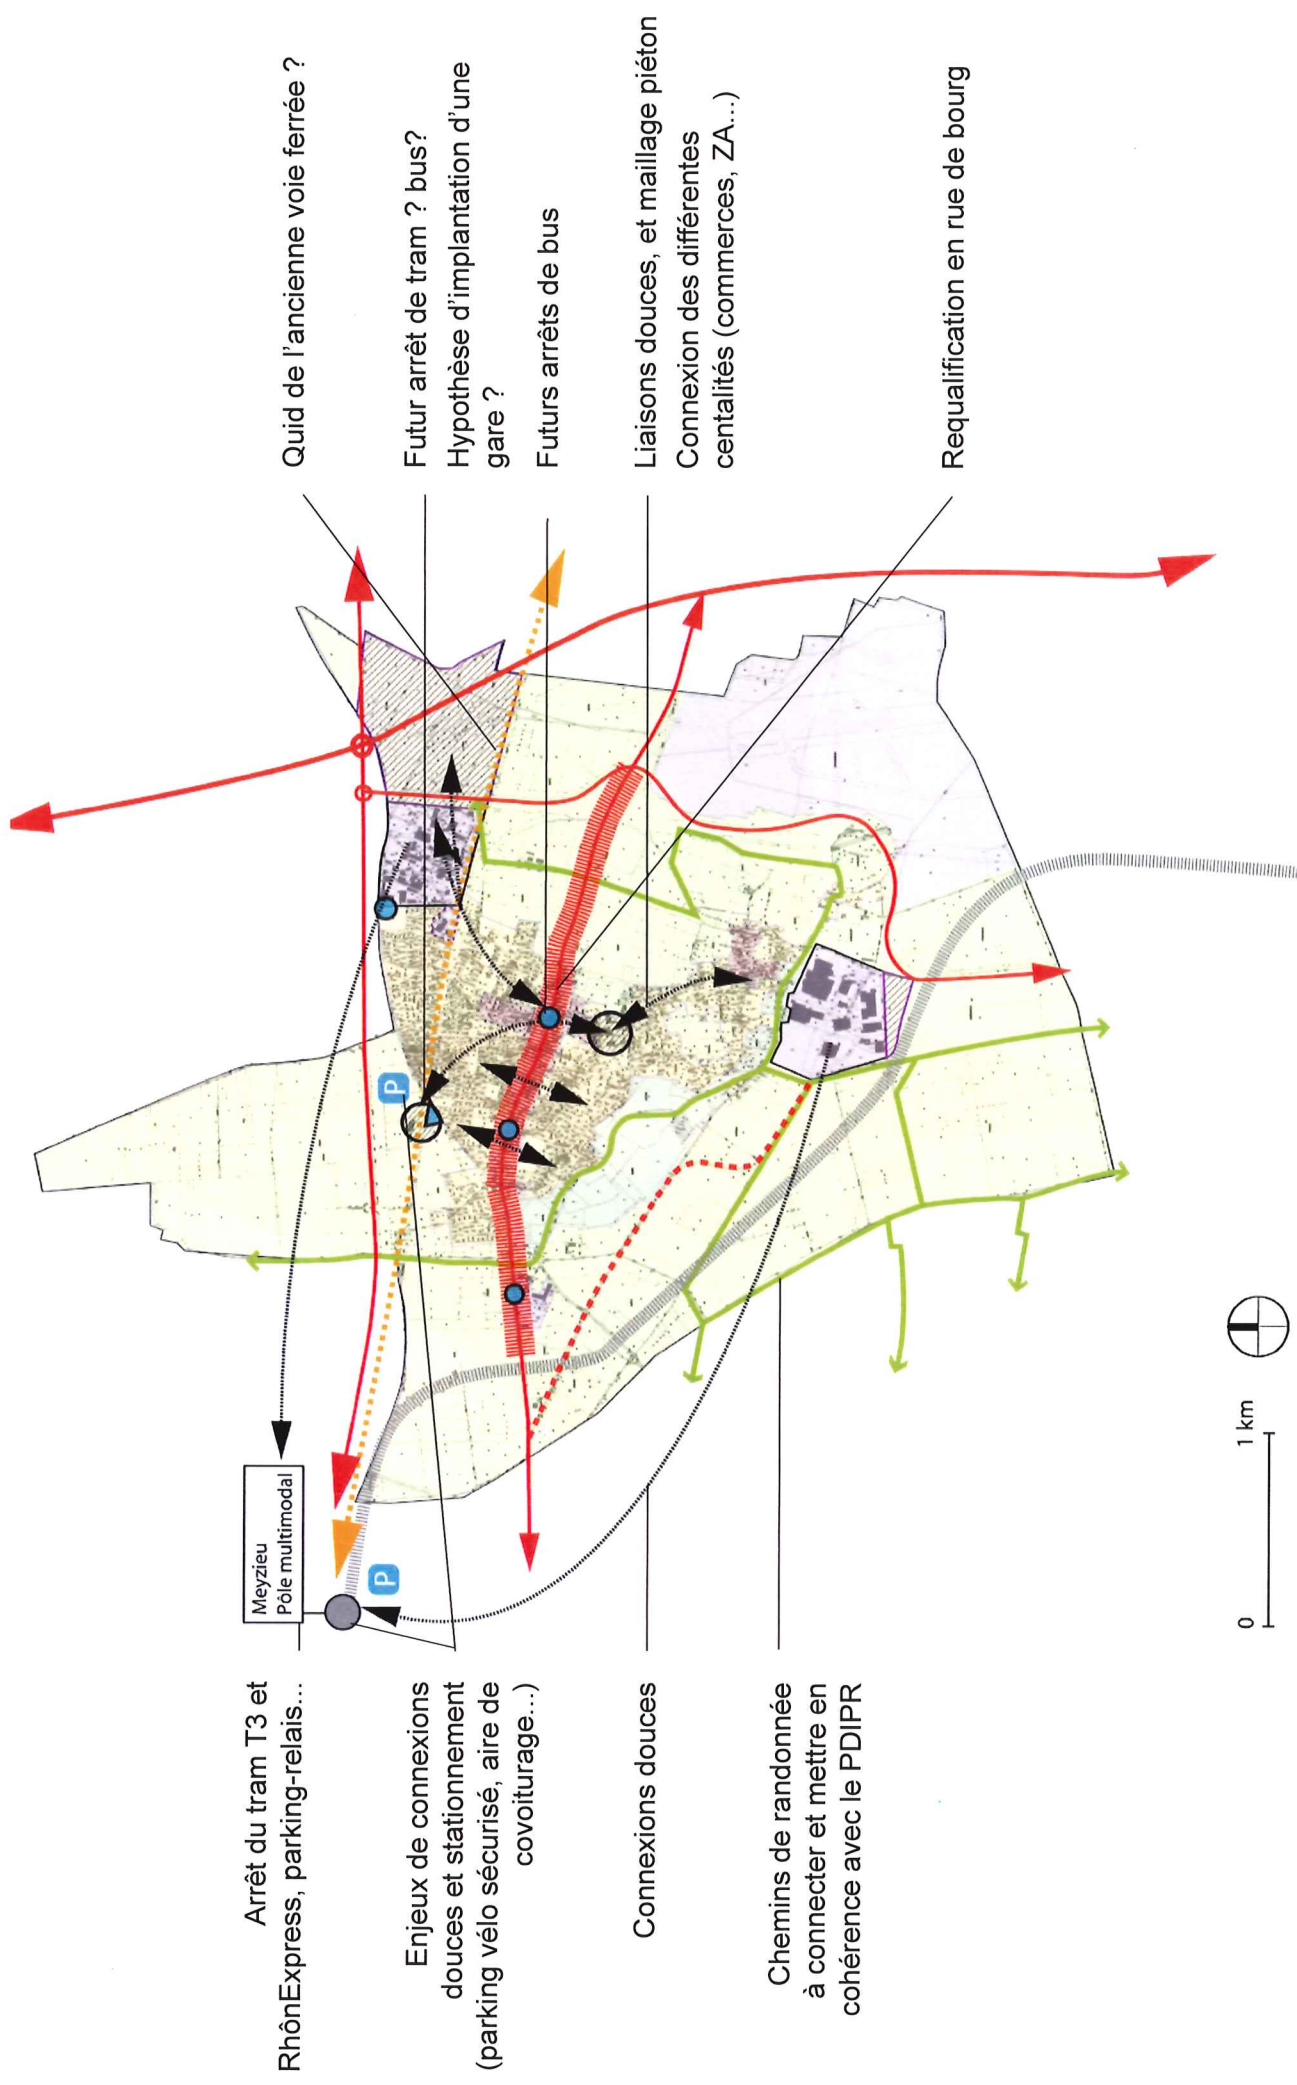 Quid de l'ancienne voie ferrée ?
Futur arrêt de tram ? bus?
Hypothèse d'implantation d'une
gare ?
Futurs arrêts de bus
Liaisons douces, et maillage piéton
Connexion des différentes
centalités (commerces, ZA...)
Requalification en rue de bourg
P
Meyzieu
Pôle multimodal
P
Arrêt du tram T3 et
RhônExpress, parking-relais...
Enjeux de connexions
douces et stationnement
(parking vélo sécurisé, aire de
covoiturage...)
Connexions douces
Chemins de randonnée
à connecter et mettre en
cohérence avec le PDIPR
0 1 km